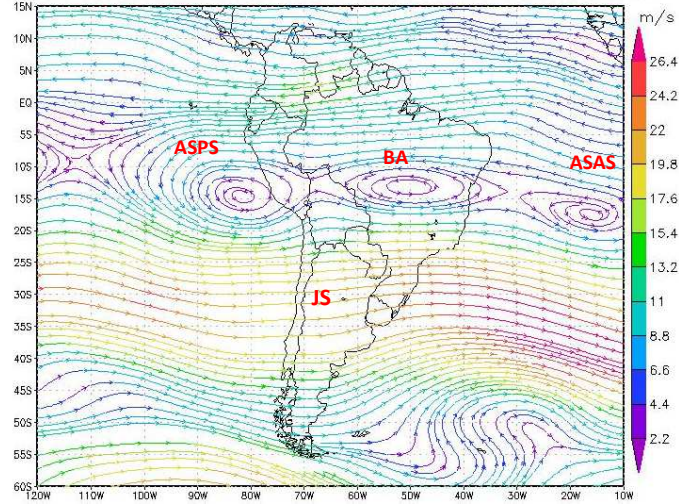 15N
m/s
10N
5N
EQ
5S
10S
15S
20S
25S
30S
35S
40S
45S
50S
55S
60S
ASPS
BA
ASAS
JS
26.4
24.2
22
19.8
17.6
15.4
13.2
11
8.8
6.6
4.4
2.2
120W 110W 100W 90W 80W 70W 60W 50W 40W 30W 20W 10W